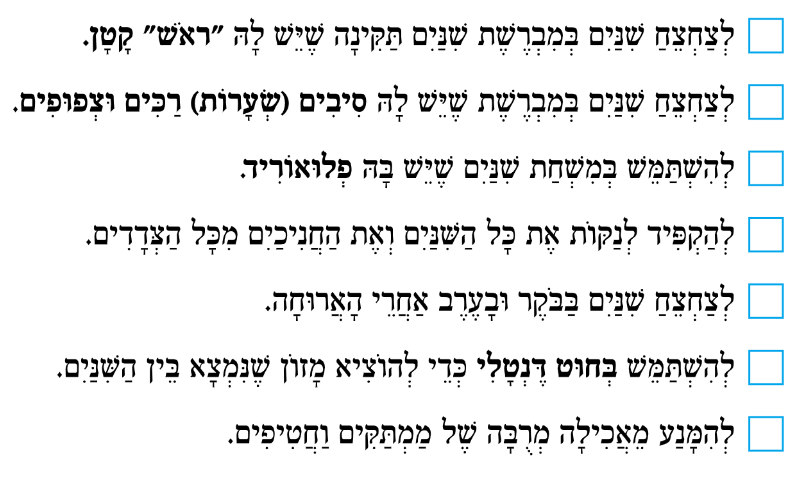 לְצַחְצֵחַ שִׁנַּיִם בְּמִבְרֶשֶׁת שִׁנַּיִם תַּקִּינָה שֶׁיֵּשׁ לָהּ "רֹאשׁ" קָטָן.
לְצַחְצֵחַ שִׁנַּיִם בְּמִבְרֶשֶׁת שֶׁיֵּשׁ לָהּ סִיבִים (שְׂעָרוֹת) רַכִּים וּצְפוּפִים.
לְהִשְׁתַּמֵּשׁ בְּמִשְׁחַת שִׁנַּיִם שֶׁיֵּשׁ בָּהּ פְלוּאוֹרִיד.
לְהַקְפִּיד לְנַקּוֹת אֶת כָּל הַשִּׁנַּיִם וְאֶת הַחֲנִיכַיִם מִכָּל הַצְּדָדִים.
לְצַחְצֵחַ שִׁנַּיִם בַּבֹּקֶר וּבָעֶרֶב אַחֲרֵי הָאֲרוּחָה.
לְהִשְׁתַּמֵּשׁ בְּחוּט דֶּנְטָלִי כְּדֵי לְהוֹצִיא מָזוֹן שֶׁנִּמְצָא בֵּין הַשִּׁנַּיִם.
לְהִמָּנַע מֵאֲכִילָה מְרֻבָּה שֶׁל מַמְתַּקִּים וַחֲטִיפִים.